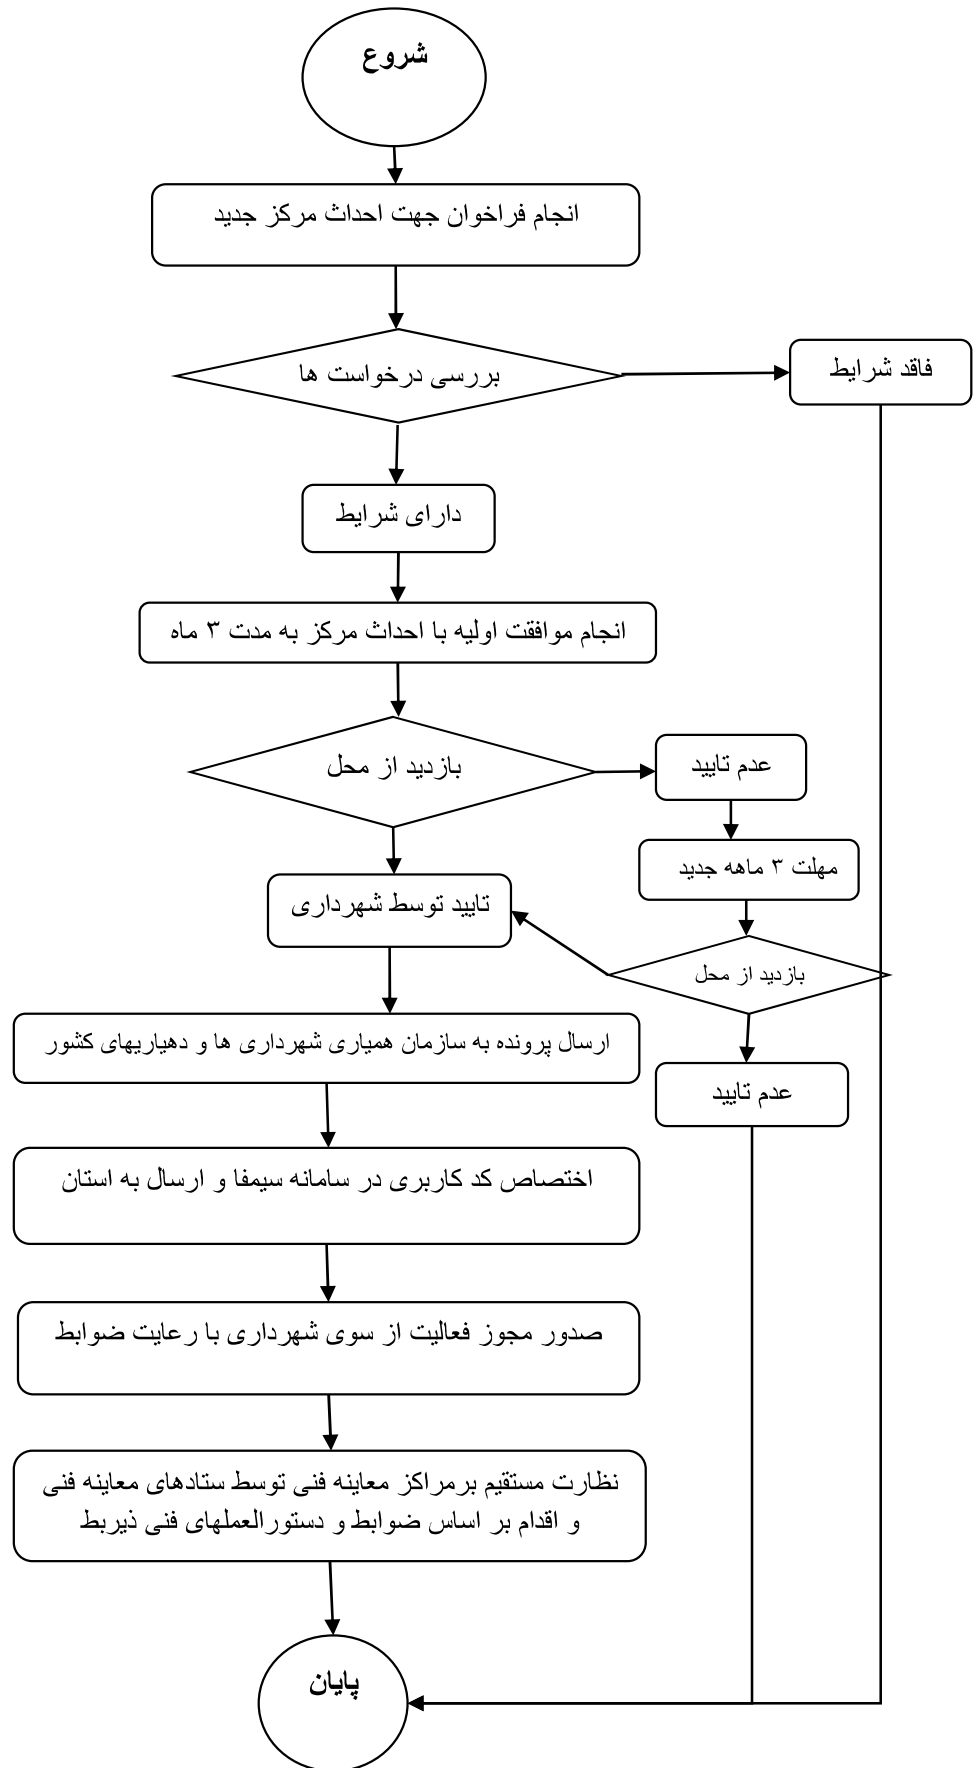 شروع
انجام فراخوان جهت احداث مرکز جدید
بررسی درخواست ها
فاقد شرایط
دارای شرایط
انجام موافقت اولیه با احداث مرکز به مدت ۳ ماه
بازدید از محل
عدم تایید
مهلت ۳ ماهه جدید
تایید توسط شهرداری
بازدید از محل
ارسال پرونده به سازمان همیاری شهرداری ها و دهیاریهای کشور
عدم تایید
اختصاص کد کاربری در سامانه سیمفا و ارسال به استان
صدور مجوز فعالیت از سوی شهرداری با رعایت ضوابط
نظارت مستقیم برمراکز معاینه فنی توسط ستادهای معاینه فنی
و اقدام بر اساس ضوابط و دستورالعملهای فنی ذیربط
پایان